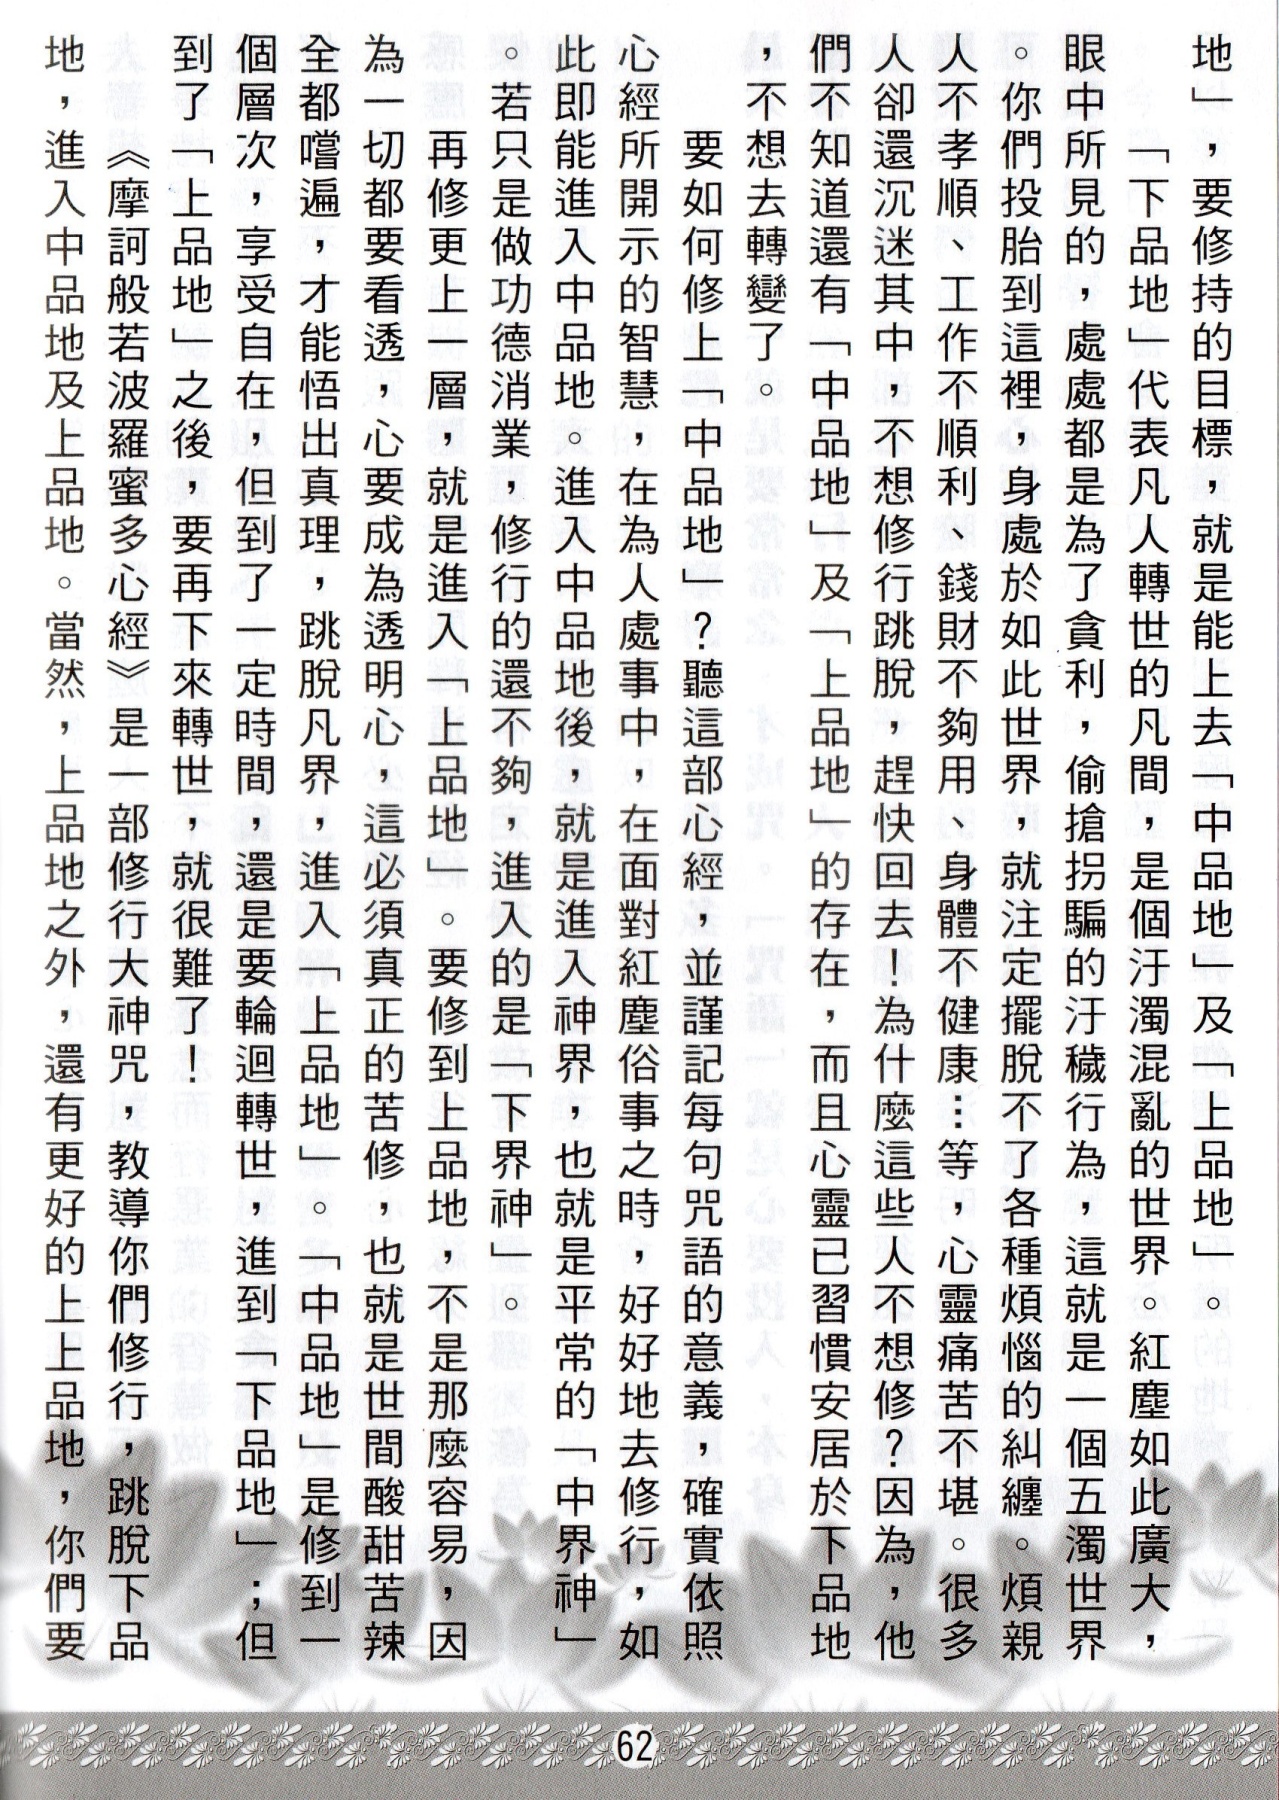 地」，要修持的目標，就是能上去「中品地」及「上品地」。
「下品地」代表凡人轉世的凡間，是個汙濁混亂的世界。紅塵如此廣大，
眼中所見的，處處都是為了貪利，偷搶拐騙的汙穢行為，這就是一個五濁世界
。你們投胎到這裡，身處於如此世界，就注定擺脫不了各種煩惱的糾纏。煩親
人不孝順、工作不順利、錢財不夠用、身體不健康…等，心靈痛苦不堪。很多
人卻還沉迷其中，不想修行跳脫，趕快回去！為什麼這些人不想修？因為，他
們不知道還有「中品地」及「上品地」的存在，而且心靈已習慣安居於下品地
，不想去轉變了。
要如何修上「中品地」？聽這部心經，並謹記每句咒語的意義，確實依照
心經所開示的智慧，在為人處事中，在面對紅塵俗事之時，好好地去修行，如
此即能進入中品地。進入中品地後，就是進入神界，也就是平常的「中界神」
。若只是做功德消業，修行的還不夠，進入的是「下界神」。
再修更上一層，就是進入「上品地」。要修到上品地，不是那麼容易，因
為一切都要看透，心要成為透明心，這必須真正的苦修，也就是世間酸甜苦辣
全都嚐遍，才能悟出真理，跳脫凡界，進入「上品地」。「中品地」是修到一
個層次，享受自在，但到了一定時間，還是要輪迴轉世，進到「下品地」；但
到了「上品地」之後，要再下來轉世，就很難了！
《摩訶般若波羅蜜多心經》是一部修行大神咒，教導你們修行，跳脫下品
地，進入中品地及上品地。當然，上品地之外，還有更好的上品地，你們要
62